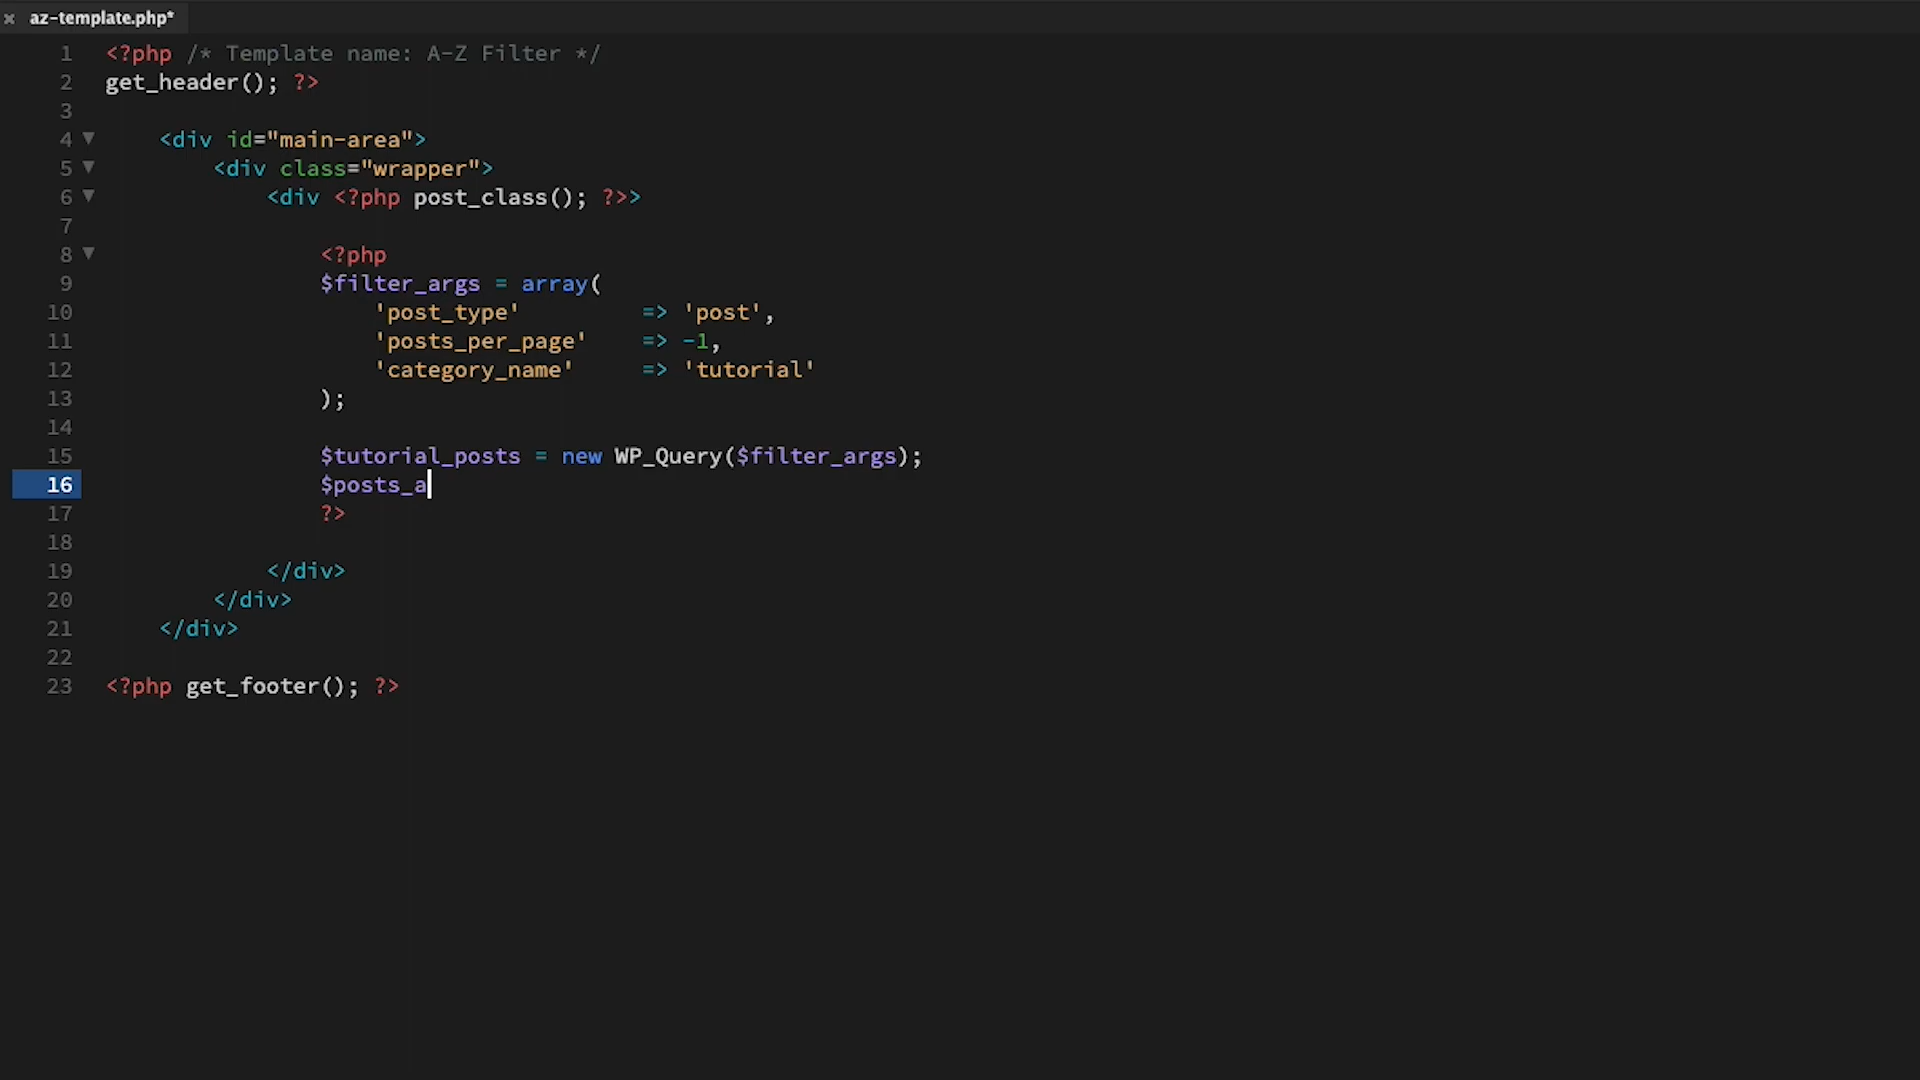 × az-template.php*
1 <?php /* Template name: A-Z Filter */
2 get_header(); ?>
3
4 ▼ <div id="main-area">
5 ▼ <div class="wrapper">
6 ▼ <div <?php post_class(); ?>>
7
8 ▼ <?php
9 $filter_args = array(
10 'post_type' => 'post',
11 'posts_per_page' => -1,
12 'category_name' => 'tutorial'
13 );
14
15 $tutorial_posts = new WP_Query($filter_args);
16 $posts_a
17 ?>
18
19 </div>
20 </div>
21 </div>
22
23 <?php get_footer(); ?>